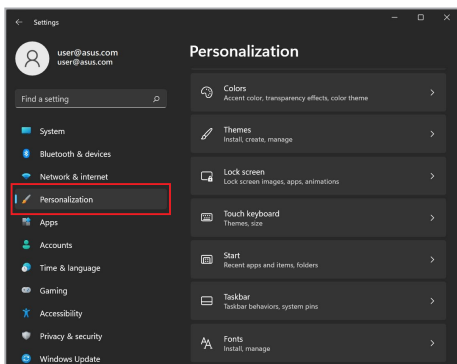 Settings
user@asus.com
user@asus.com
Find a setting
System
Bluetooth & devices
Network & internet
Personalization
Apps
Accounts
Time & language
Gaming
Accessibility
Privacy & security
Windows Update
Personalization
Colors
Accent color, transparency effects, color theme
Themes
Install, create, manage
Lock screen
Lock screen images, apps, animations
Touch keyboard
Themes, size
Start
Recent apps and items, folders
Taskbar
Taskbar behaviors, system pins
Fonts
Install, manage